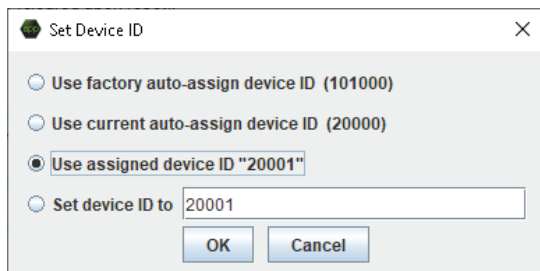 Set Device ID
Use factory auto-assign device ID (101000)
Use current auto-assign device ID (20000)
Use assigned device ID "20001"
Set device ID to 20001
OK Cancel